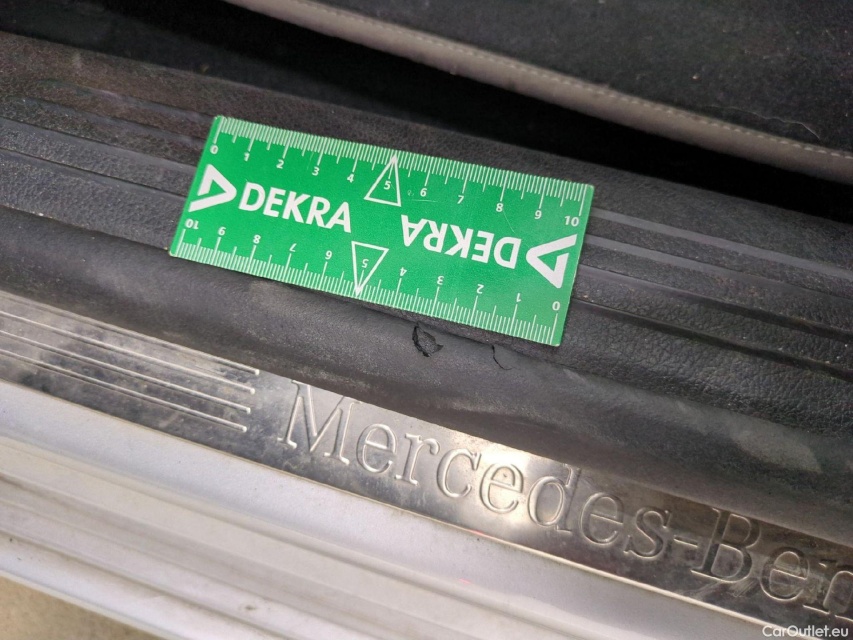 0 1 2 3 4 5 6 7 8 9 10
DEKRA
DEKRA
10 9 8 7 6 5 4 3 2 1 0
Mercedes-Ben
CarOutlet.eu